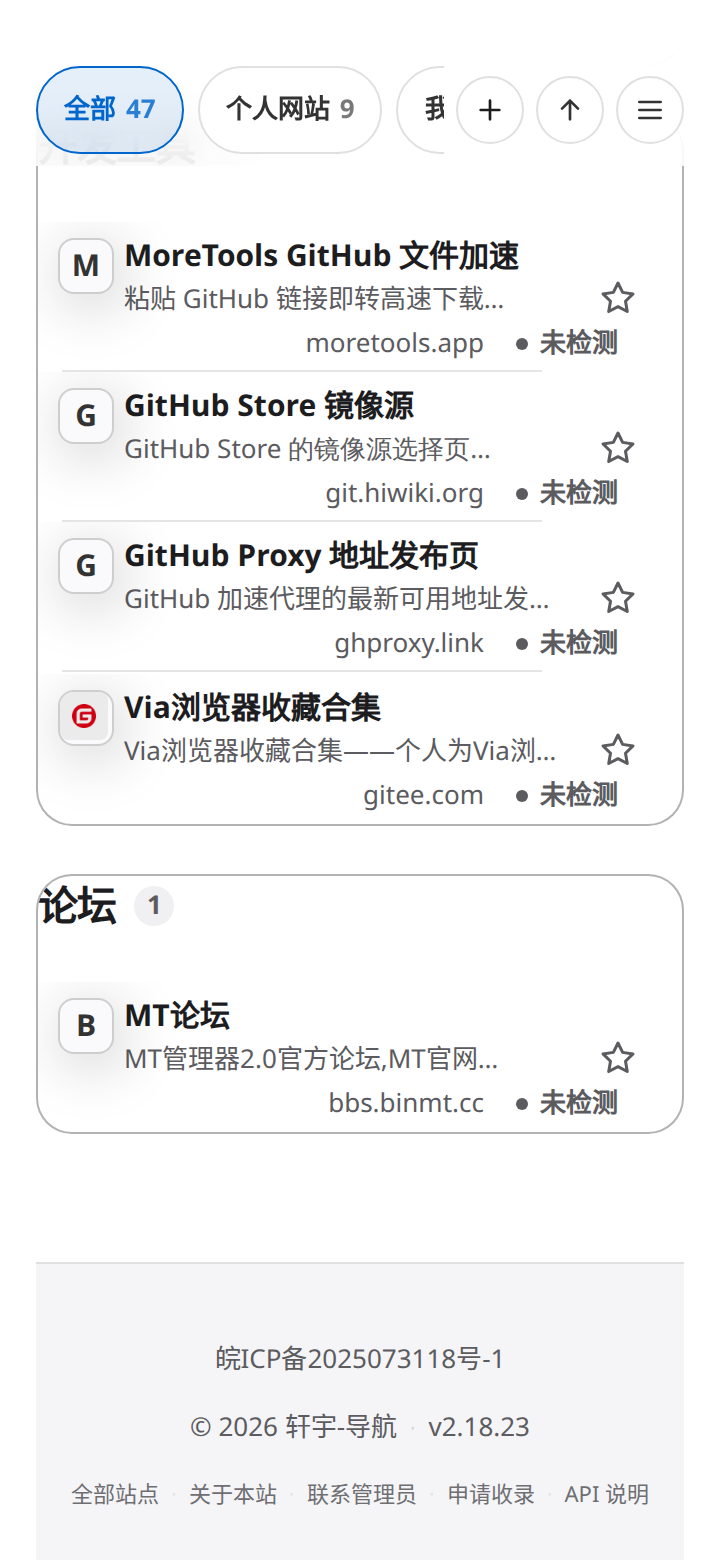 全部 47 个人网站 9 我
开发工具
M MoreTools GitHub 文件加速
粘贴 GitHub 链接即转高速下载...
moretools.app 未检测
G GitHub Store 镜像源
GitHub Store 的镜像源选择页...
git.hiwiki.org 未检测
G GitHub Proxy 地址发布页
GitHub 加速代理的最新可用地址发...
ghproxy.link 未检测
G Via浏览器收藏合集
Via浏览器收藏合集——个人为Via浏...
gitee.com 未检测
论坛 1
B MT论坛
MT管理器2.0官方论坛,MT官网...
bbs.binmt.cc 未检测
皖ICP备2025073118号-1
© 2026 轩宇-导航 · v2.18.23
全部站点 · 关于本站 · 联系管理员 · 申请收录 · API 说明